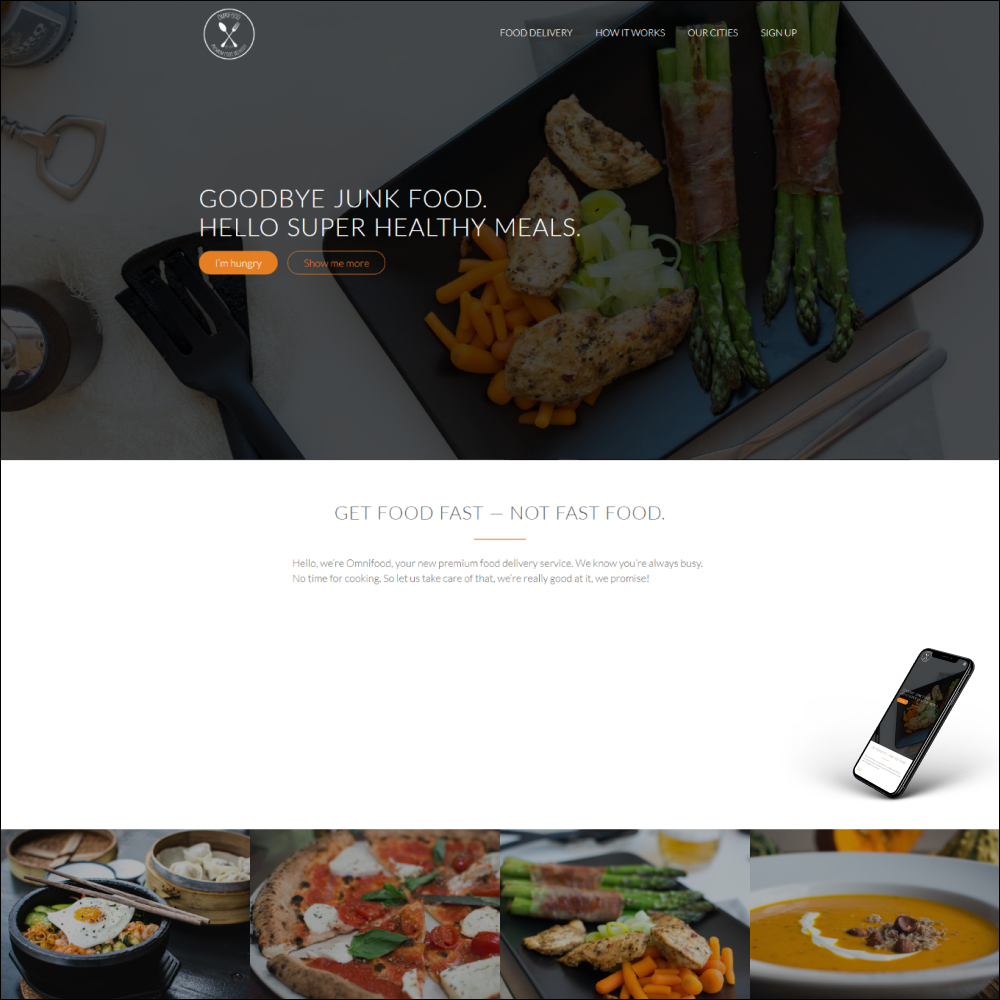 OMNIFOOD
FOOD DELIVERY HOW IT WORKS OUR CITIES SIGN UP
GOODBYE JUNK FOOD.
HELLO SUPER HEALTHY MEALS.
I'm hungry Show me more
GET FOOD FAST — NOT FAST FOOD.
Hello, we're Omnifood, your new premium food delivery service. We know you're always busy.
No time for cooking. So let us take care of that, we're really good at it, we promise!